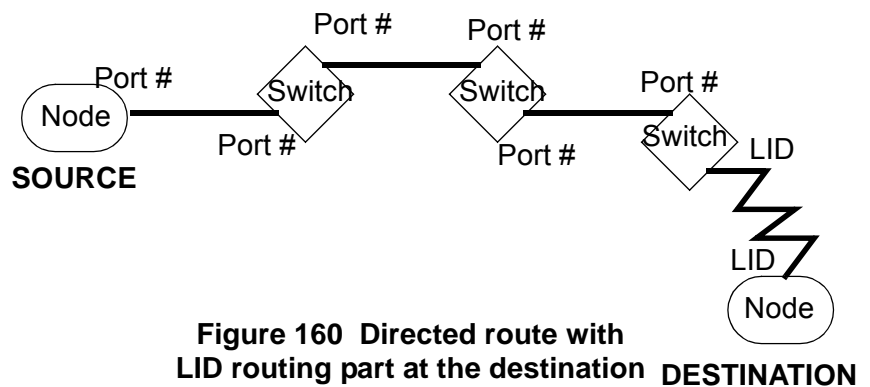 Port #
Port #
Port #
Switch
Switch
Port #
Node
Port #
Port #
Switch
LID
SOURCE
LID
Node
Figure 160 Directed route with
LID routing part at the destination
DESTINATION